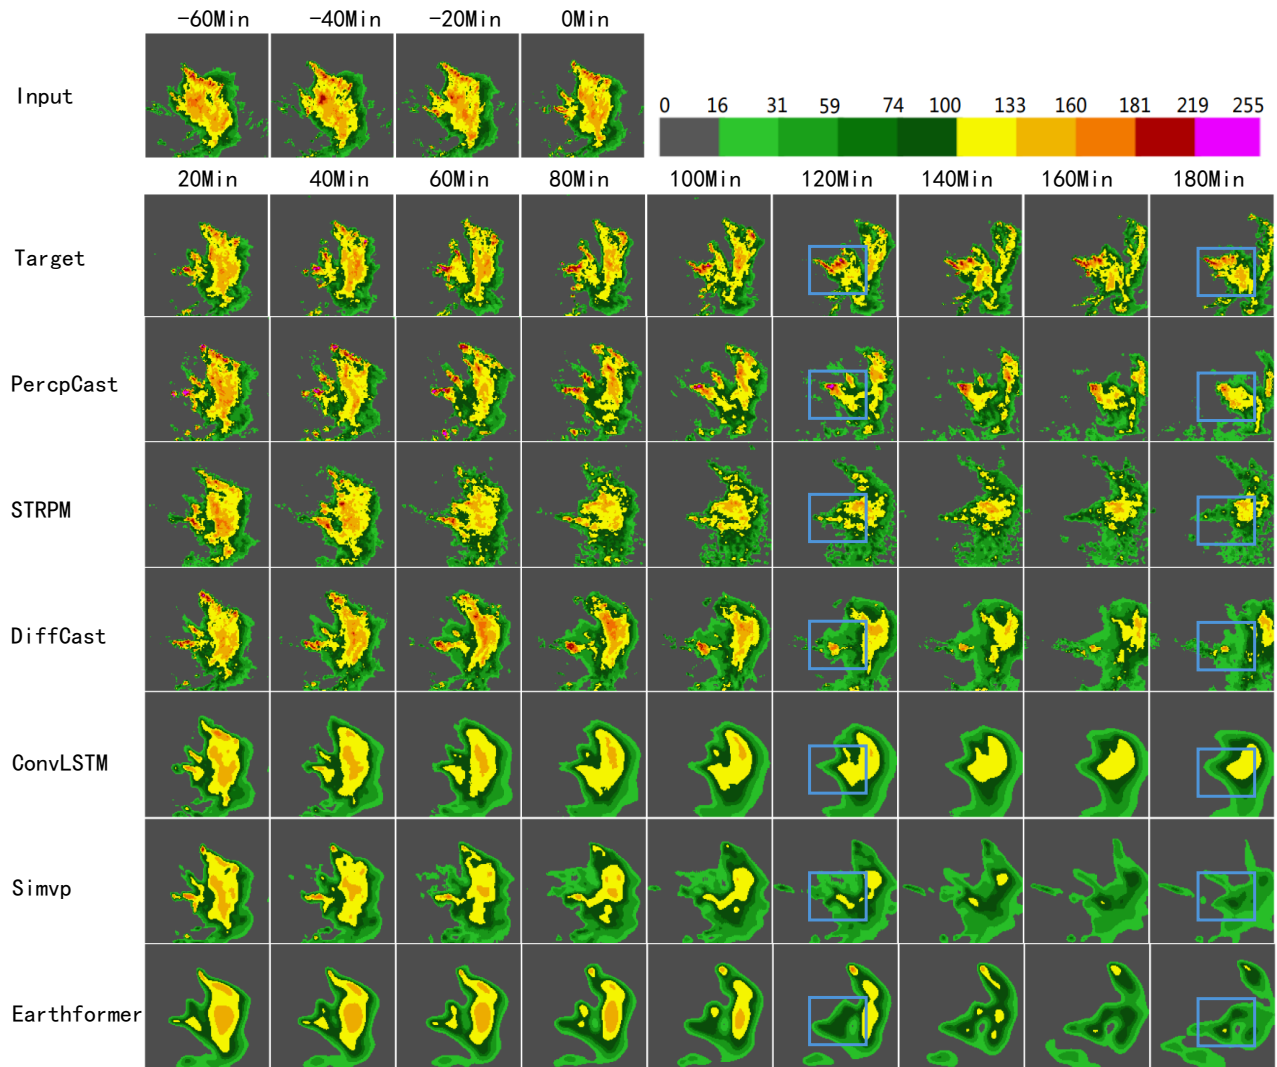 -60Min -40Min -20Min 0Min
Input
0 16 31 59 74 100 133 160 181 219 255
20Min 40Min 60Min 80Min 100Min 120Min 140Min 160Min 180Min
Target
PercpCast
STRPM
DiffCast
ConvLSTM
Simvp
Earthformer